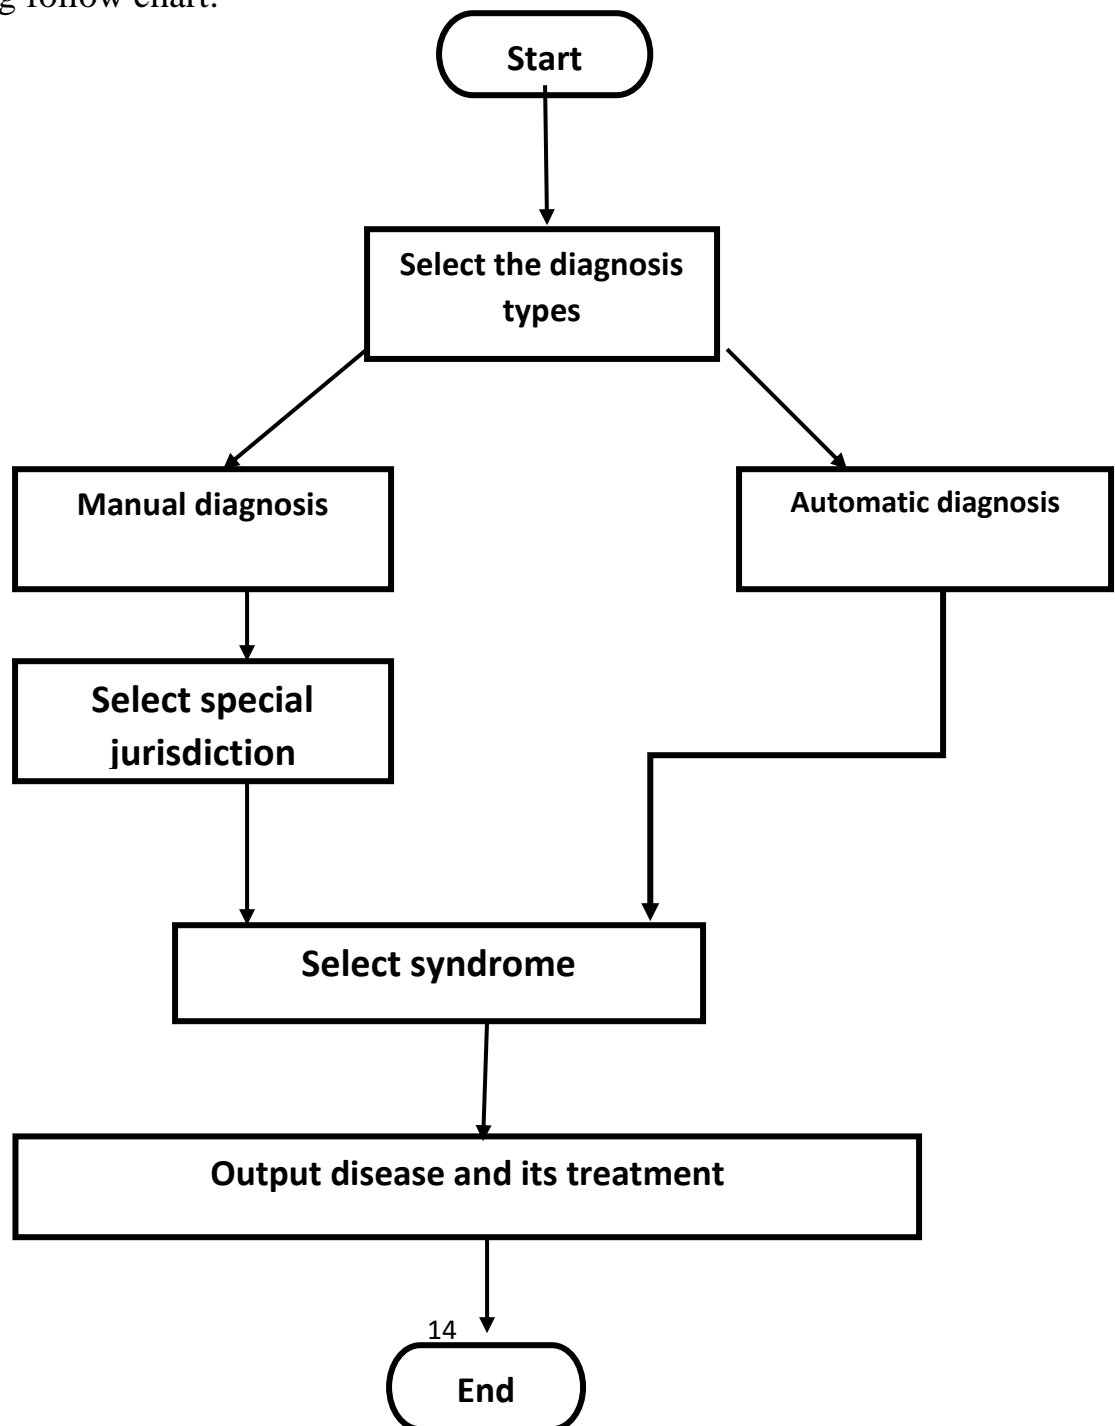 g follow chart:
Start
Select the diagnosis
types
Manual diagnosis
Automatic diagnosis
Select special
jurisdiction
Select syndrome
Output disease and its treatment
14
End